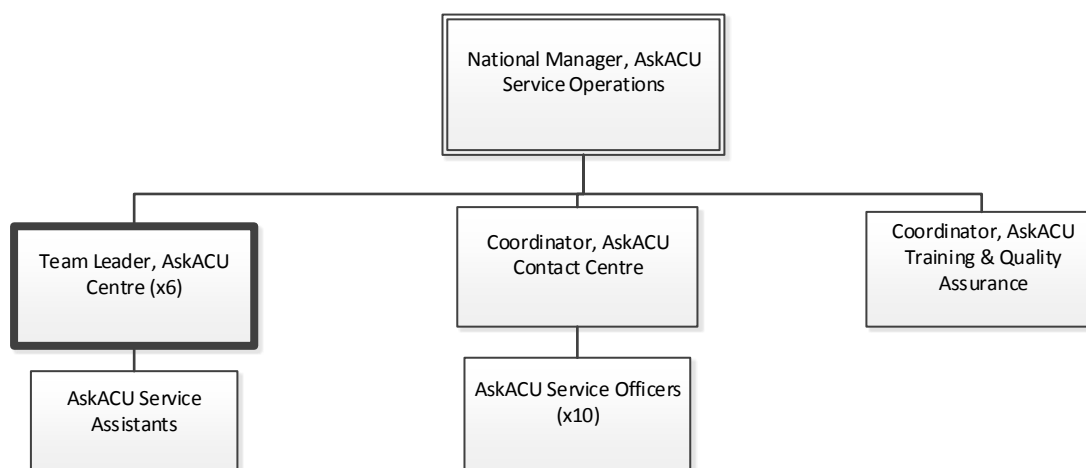 National Manager, AskACU
Service Operations
Team Leader, AskACU
Centre (x6)
Coordinator, AskACU
Contact Centre
Coordinator, AskACU
Training & Quality
Assurance
AskACU Service
Assistants
AskACU Service Officers
(x10)